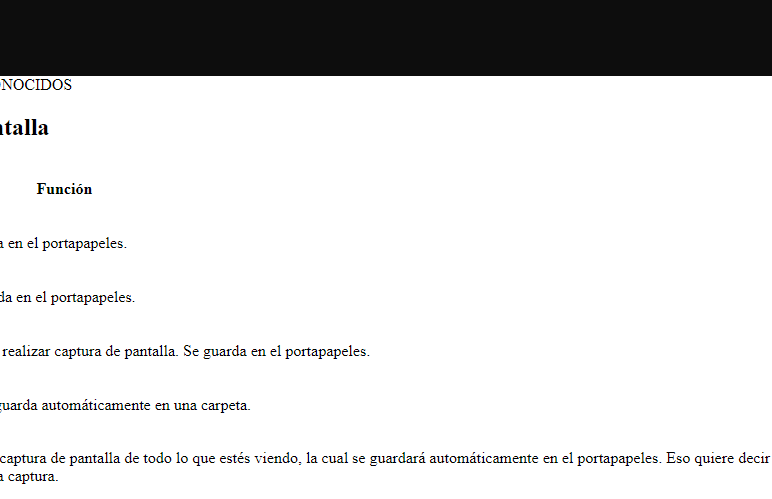 NOCIDOS
ntalla
Función
a en el portapapeles.
da en el portapapeles.
realizar captura de pantalla. Se guarda en el portapapeles.
guarda automáticamente en una carpeta.
captura de pantalla de todo lo que estés viendo, la cual se guardará automáticamente en el portapapeles. Eso quiere decir
a captura.